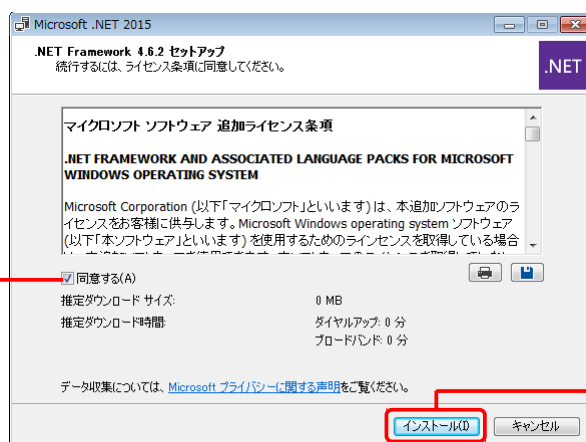 Microsoft .NET 2015
.NET Framework 4.6.2 セットアップ
続行するには、ライセンス条項に同意してください。
.NET
マイクロソフト ソフトウェア 追加ライセンス条項
.NET FRAMEWORK AND ASSOCIATED LANGUAGE PACKS FOR MICROSOFT
WINDOWS OPERATING SYSTEM
Microsoft Corporation (以下「マイクロソフト」といいます) は、本追加ソフトウェアのラ
イセンスをお客様に供与します。Microsoft Windows operating system ソフトウェア
(以下「本ソフトウェア」といいます) を使用するためのラインセンスを取得している場合
同意する(A)
推定ダウンロード サイズ: 0 MB
推定ダウンロード時間: ダイヤルアップ: 0 分
ブロードバンド: 0 分
データ収集については、Microsoft プライバシーに関する声明をご覧ください。
インストール(I) キャンセル